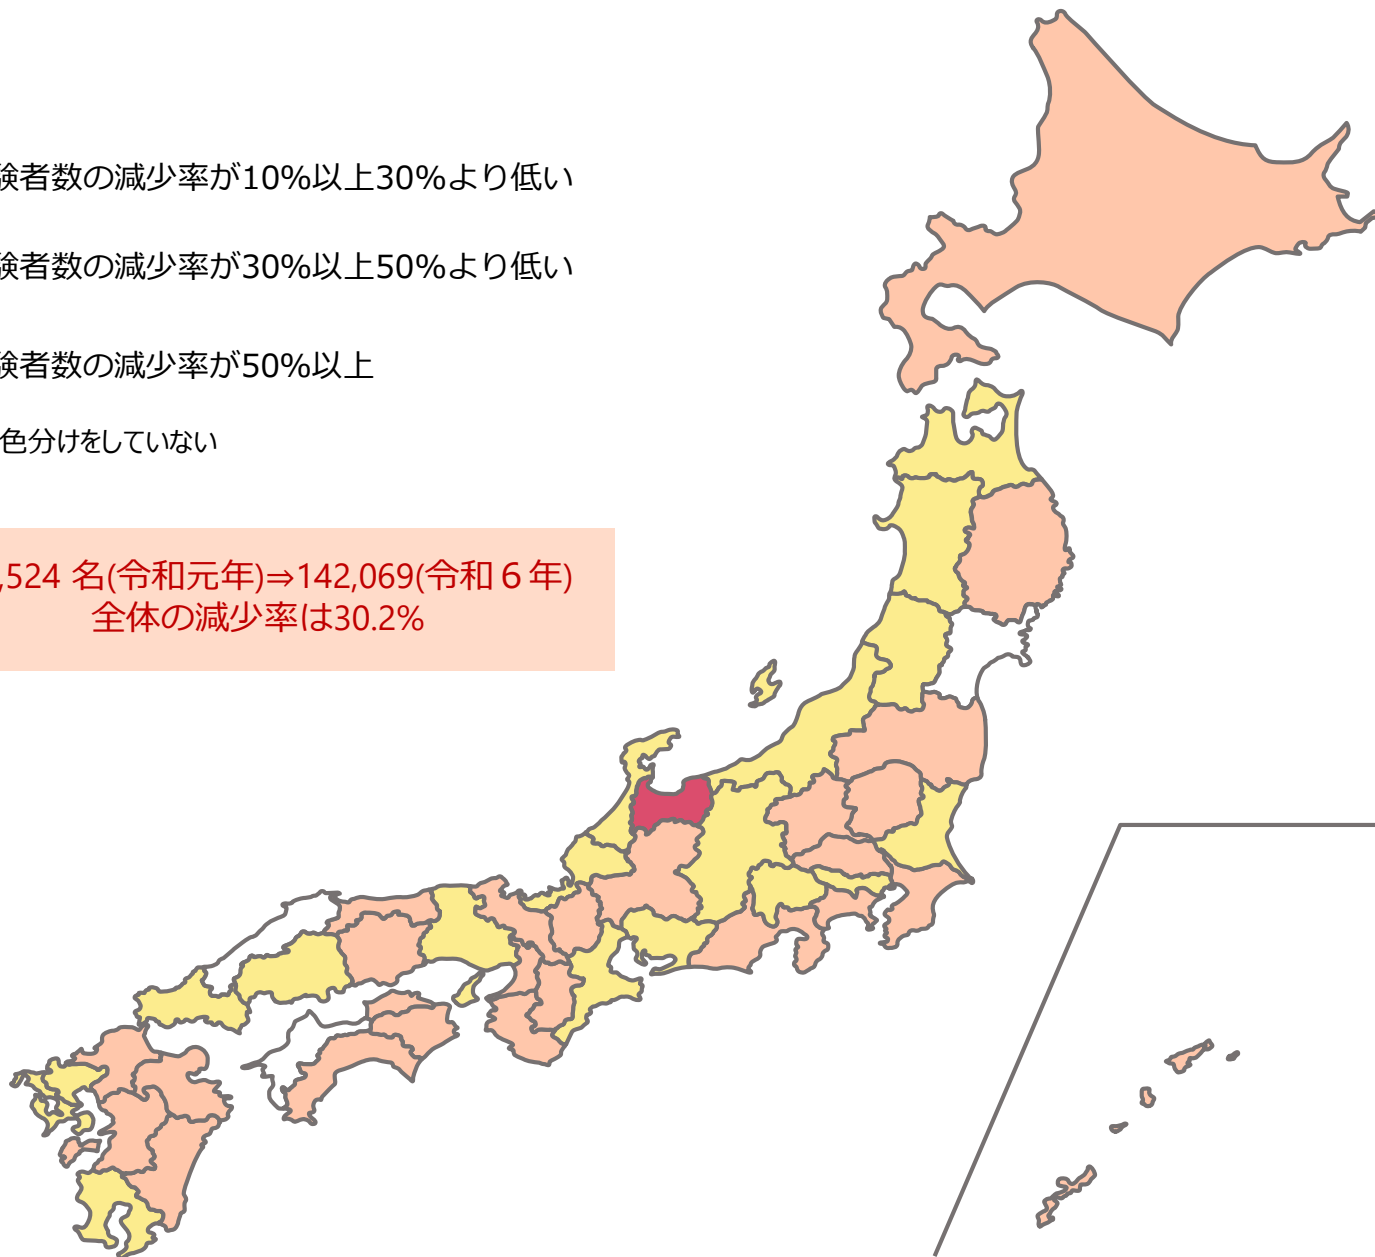 験者数の減少率が10%以上30%より低い
験者数の減少率が30%以上50%より低い
験者数の減少率が50%以上
色分けをしていない
,524 名(令和元年)⇒142,069(令和６年)
全体の減少率は30.2%